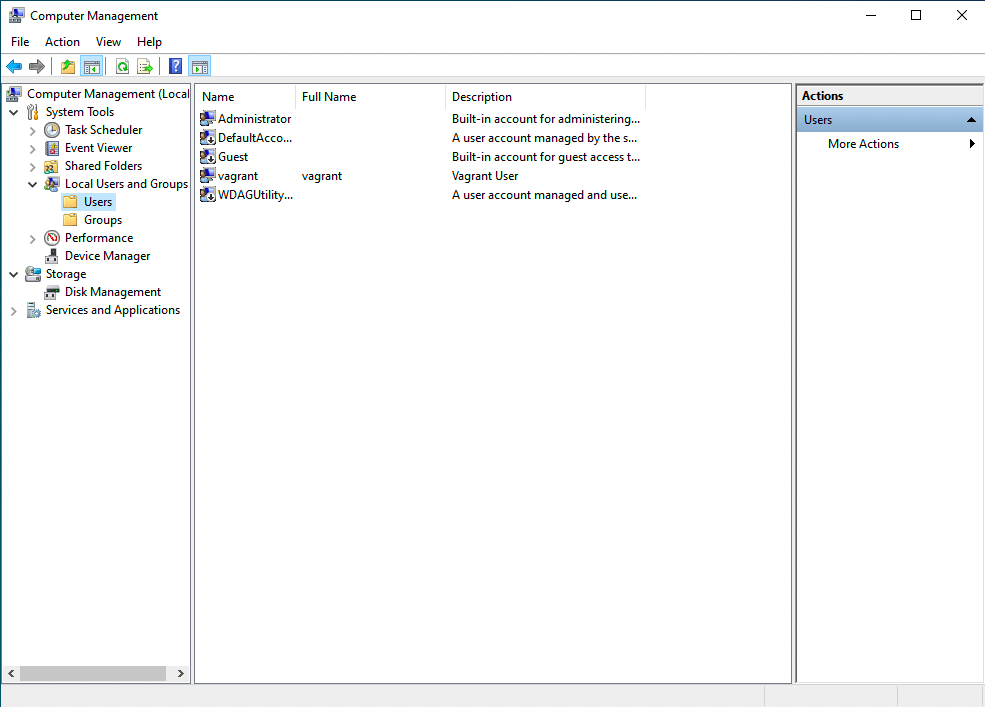 Computer Management
File Action View Help
?
Computer Management (Local
System Tools
Task Scheduler
Event Viewer
Shared Folders
Local Users and Groups
Users
Groups
Performance
Device Manager
Storage
Disk Management
Services and Applications
Name Full Name Description
Administrator Built-in account for administering...
DefaultAcco... A user account managed by the s...
Guest Built-in account for guest access t...
vagrant vagrant Vagrant User
WDAGUtility... A user account managed and use...
Actions
Users
More Actions